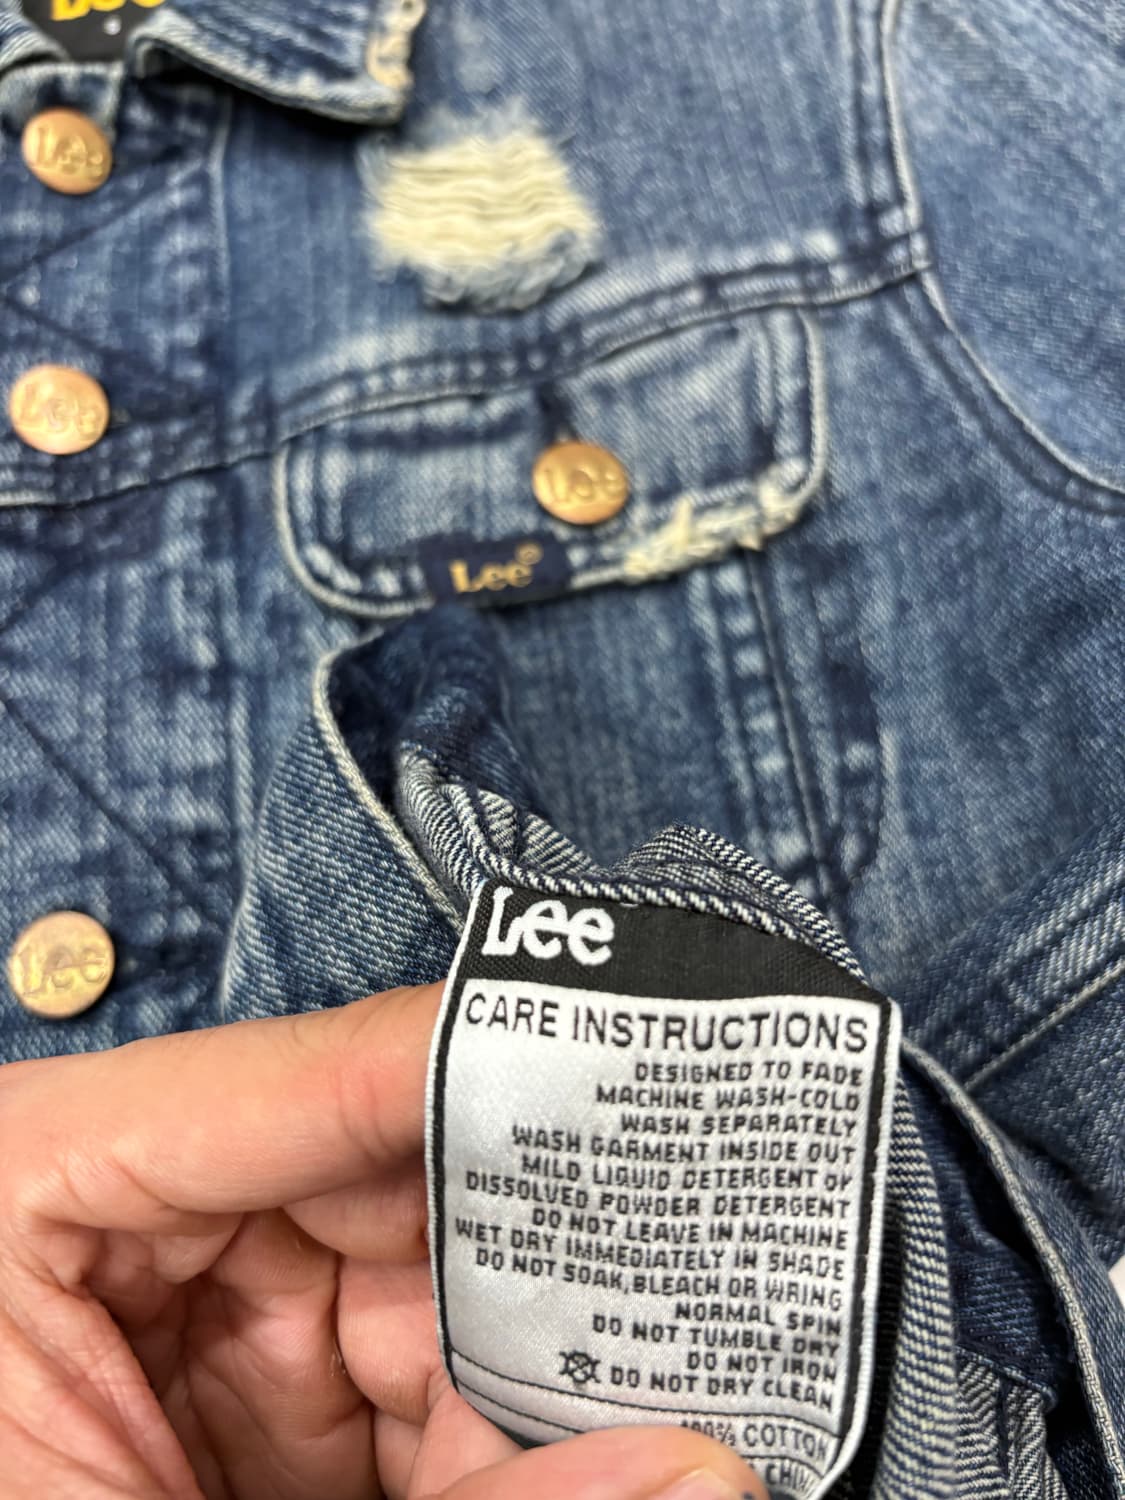 Lee
Lee
Lee
Lee
Lee®
Lee
Lee
CARE INSTRUCTIONS
DESIGNED TO FADE
MACHINE WASH-COLD
WASH SEPARATELY
WASH GARMENT INSIDE OUT
MILD LIQUID DETERGENT OR
DISSOLVED POWDER DETERGENT
DO NOT LEAVE IN MACHINE
WET DRY IMMEDIATELY IN SHADE
DO NOT SOAK,BLEACH OR WRING
NORMAL SPIN
DO NOT TUMBLE DRY
DO NOT IRON
DO NOT DRY CLEAN
100% COTTON